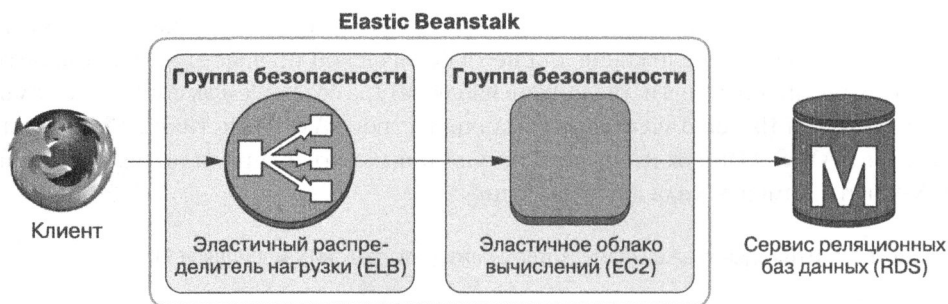 Elastic Beanstalk
Группа безопасности
Группа безопасности
M
Клиент
Эластичный распре-
делитель нагрузки (ELB)
Эластичное облако
вычислений (EC2)
Сервис реляционных
баз данных (RDS)